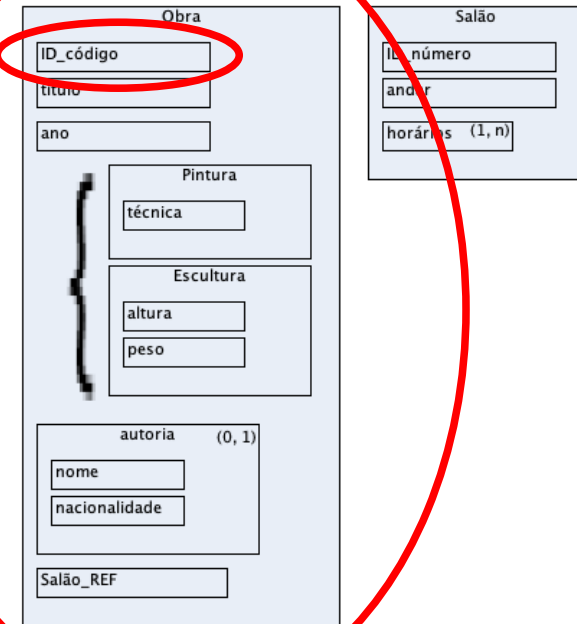 Obra
ID_código
título
ano
Pintura
técnica
Escultura
altura
peso
autoria (0, 1)
nome
nacionalidade
Salão_REF
Salão
ID_número
andar
horários (1, n)